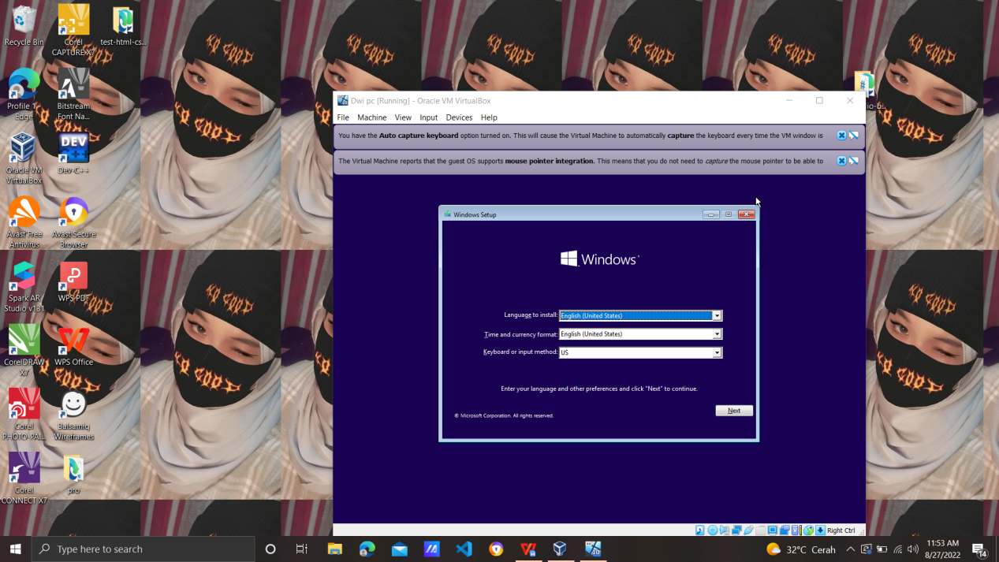 Recycle Bin
Corel
CAPTURE X7
test-html-cs...
Profile 1 -
Edge
Bitstream
Font Na...
Oracle VM
VirtualBox
Dev-C++
Avast Free
Antivirus
Avast Secure
Browser
Spark AR
Studio v131
WPS PDF
CorelDRAW
X7
WPS Office
Corel
PHOTO-PAI...
Balsamiq
Wireframes
Corel
CONNECT X7
pro
Dwi pc [Running] - Oracle VM VirtualBox
File Machine View Input Devices Help
You have the Auto capture keyboard option turned on. This will cause the Virtual Machine to automatically capture the keyboard every time the VM window is
The Virtual Machine reports that the guest OS supports mouse pointer integration. This means that you do not need to capture the mouse pointer to be able to
Windows Setup
Windows
Language to install: English (United States)
Time and currency format: English (United States)
Keyboard or input method: US
Enter your language and other preferences and click "Next" to continue.
© Microsoft Corporation. All rights reserved.
Next
Right Ctrl
Type here to search
32°C Cerah
11:53 AM
8/27/2022
14